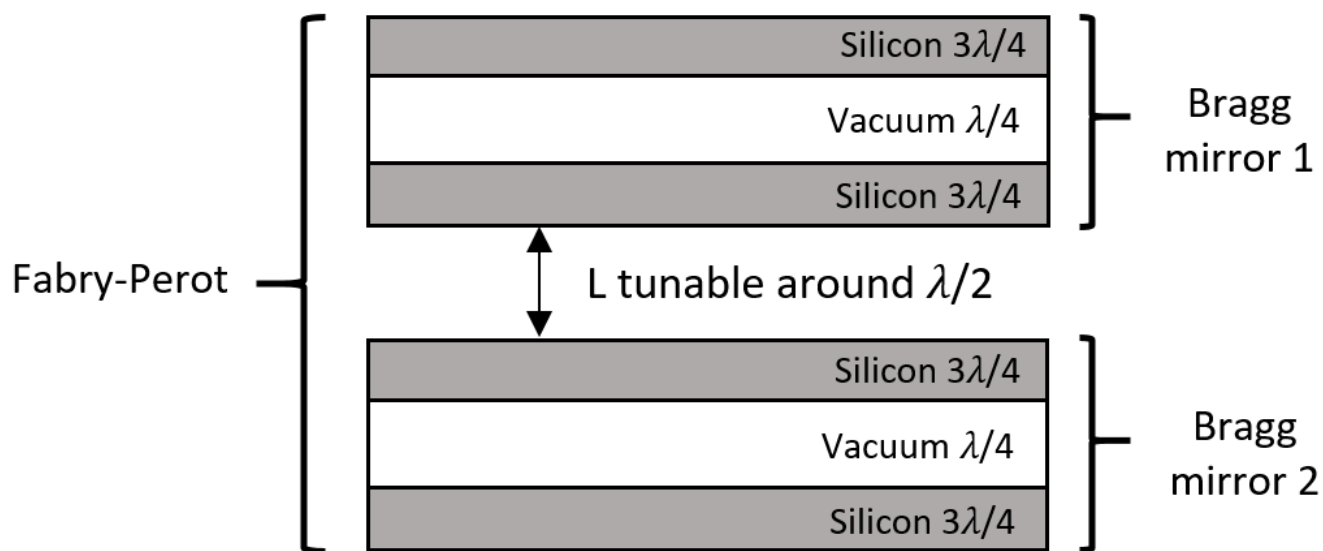 Silicon 3λ/4
Vacuum λ/4
Silicon 3λ/4
Bragg
mirror 1
Fabry-Perot
L tunable around λ/2
Silicon 3λ/4
Vacuum λ/4
Silicon 3λ/4
Bragg
mirror 2